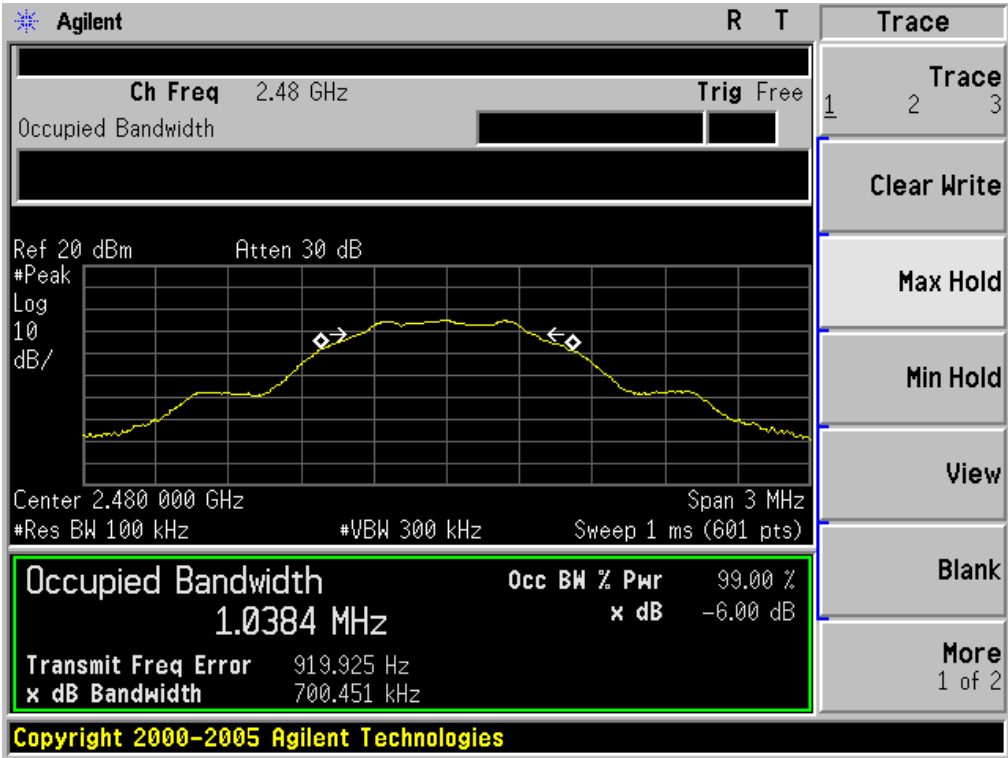 Agilent R T Trace
Ch Freq 2.48 GHz Trig Free
Occupied Bandwidth
Trace
1 2 3
Clear Write
Max Hold
Min Hold
View
Blank
More
1 of 2
Ref 20 dBm Atten 30 dB
#Peak
Log
10
dB/
Center 2.480 000 GHz Span 3 MHz
#Res BW 100 kHz #VBW 300 kHz Sweep 1 ms (601 pts)
Occupied Bandwidth Occ BW % Pwr 99.00 %
1.0384 MHz x dB -6.00 dB
Transmit Freq Error 919.925 Hz
x dB Bandwidth 700.451 kHz
Copyright 2000-2005 Agilent Technologies